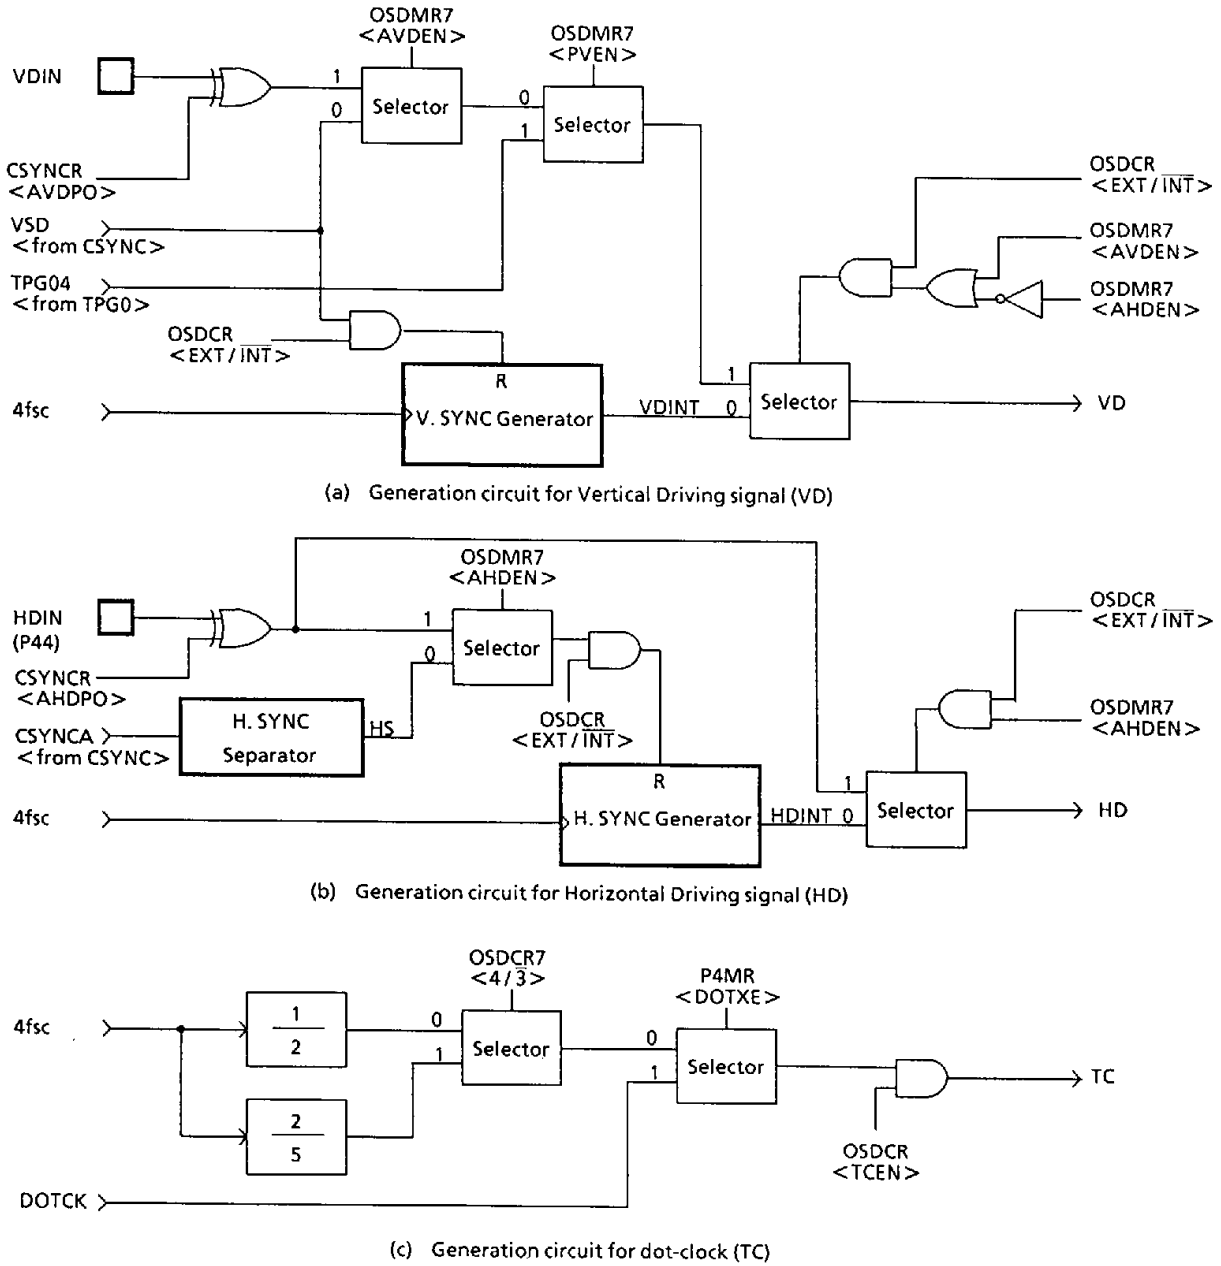 OSDMR7
<AVDEN>
OSDMR7
<PVEN>
VDIN
1
0
Selector
0
1
Selector
CSYNCR
<AVDPO>
OSDCR
<EXT/INT>
VSD
<from CSYNC>
OSDMR7
<AVDEN>
TPG04
<from TPG0>
OSDMR7
<AHDEN>
OSDCR
<EXT/INT>
R
4fsc
V. SYNC Generator
VDINT
1
0
Selector
VD
(a) Generation circuit for Vertical Driving signal (VD)
OSDMR7
<AHDEN>
HDIN
(P44)
1
0
Selector
OSDCR
<EXT/INT>
CSYNCR
<AHDPO>
H. SYNC
Separator
HS
OSDCR
<EXT/INT>
OSDMR7
<AHDEN>
CSYNCA
<from CSYNC>
R
4fsc
H. SYNC Generator
HDINT
1
0
Selector
HD
(b) Generation circuit for Horizontal Driving signal (HD)
OSDCR7
<4/3>
P4MR
<DOTXE>
4fsc
1
2
0
1
Selector
0
1
Selector
TC
2
5
OSDCR
<TCEN>
DOTCK
(c) Generation circuit for dot-clock (TC)